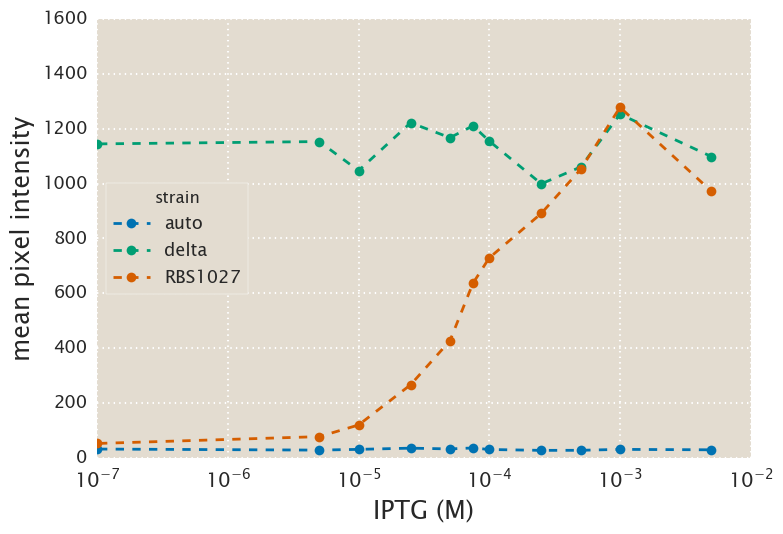 1600
1400
1200
1000
800
600
400
200
0
mean pixel intensity
strain
auto
delta
RBS1027
10⁻⁷ 10⁻⁶ 10⁻⁵ 10⁻⁴ 10⁻³ 10⁻²
IPTG (M)